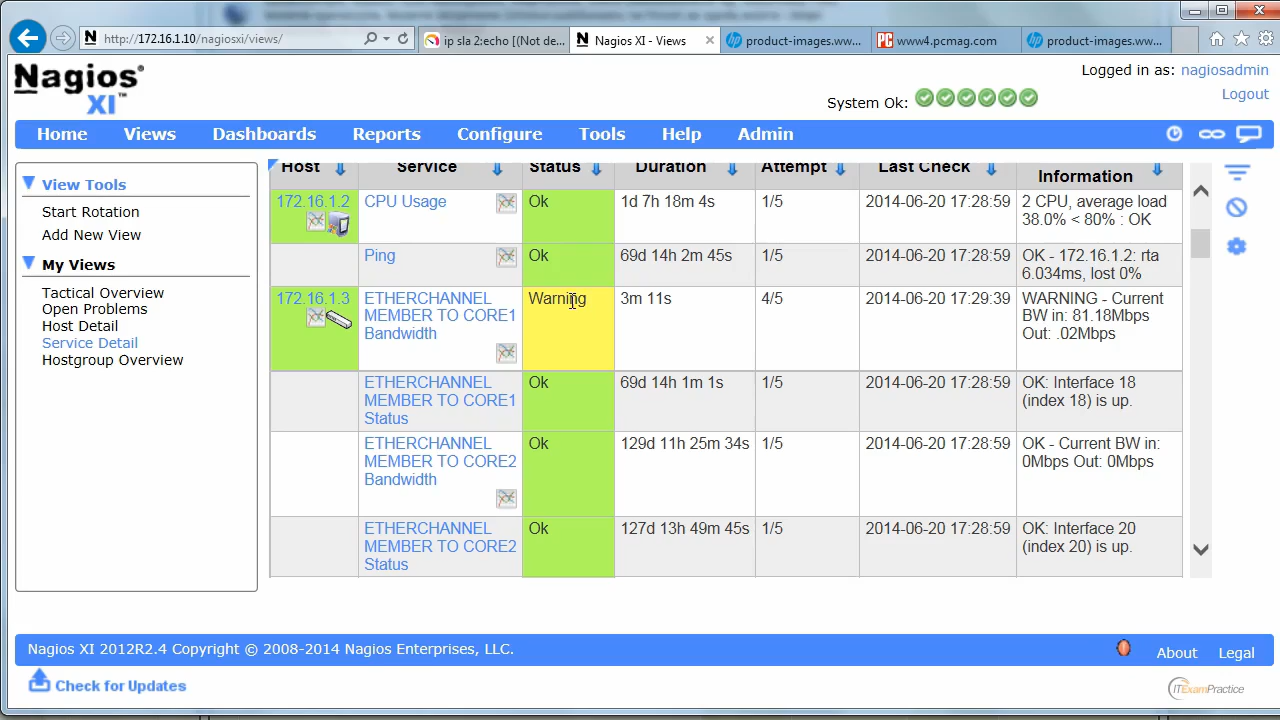 http://172.16.1.10/nagiosxi/views/
ip sla 2:echo [(Not de...
Nagios XI - Views
product-images.ww...
www4.pcmag.com
product-images.ww...
Nagios®
XI™
Logged in as: nagiosadmin
System Ok:
Logout
Home Views Dashboards Reports Configure Tools Help Admin
View Tools
Start Rotation
Add New View
My Views
Tactical Overview
Open Problems
Host Detail
Service Detail
Hostgroup Overview
Host Service Status Duration Attempt Last Check Information
172.16.1.2 CPU Usage Ok 1d 7h 18m 4s 1/5 2014-06-20 17:28:59 2 CPU, average load
38.0% < 80% : OK
Ping Ok 69d 14h 2m 45s 1/5 2014-06-20 17:28:59 OK - 172.16.1.2: rta
6.034ms, lost 0%
172.16.1.3 ETHERCHANNEL Warning 3m 11s 4/5 2014-06-20 17:29:39 WARNING - Current
MEMBER TO CORE1 BW in: 81.18Mbps
Bandwidth Out: .02Mbps
ETHERCHANNEL Ok 69d 14h 1m 1s 1/5 2014-06-20 17:28:59 OK: Interface 18
MEMBER TO CORE1 (index 18) is up.
Status
ETHERCHANNEL Ok 129d 11h 25m 34s 1/5 2014-06-20 17:28:59 OK - Current BW in:
MEMBER TO CORE2 0Mbps Out: 0Mbps
Bandwidth
ETHERCHANNEL Ok 127d 13h 49m 45s 1/5 2014-06-20 17:28:59 OK: Interface 20
MEMBER TO CORE2 (index 20) is up.
Status
Nagios XI 2012R2.4 Copyright © 2008-2014 Nagios Enterprises, LLC.
About Legal
Check for Updates
ITExamPractice